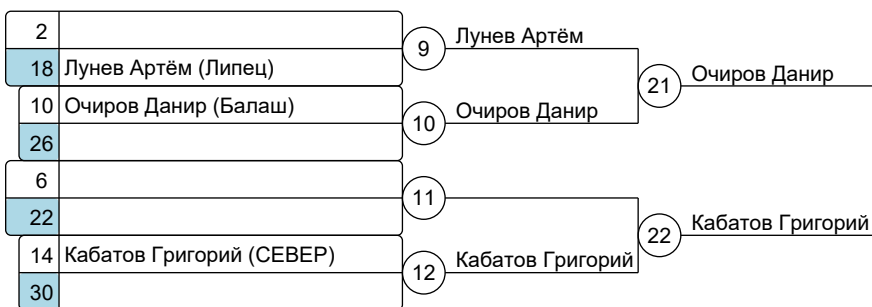 2
9 Лунев Артём
18 Лунев Артём (Липец)
21 Очиров Данир
10 Очиров Данир (Балаш)
10 Очиров Данир
26
6
11
22
22 Кабатов Григорий
14 Кабатов Григорий (СЕВЕР)
12 Кабатов Григорий
30